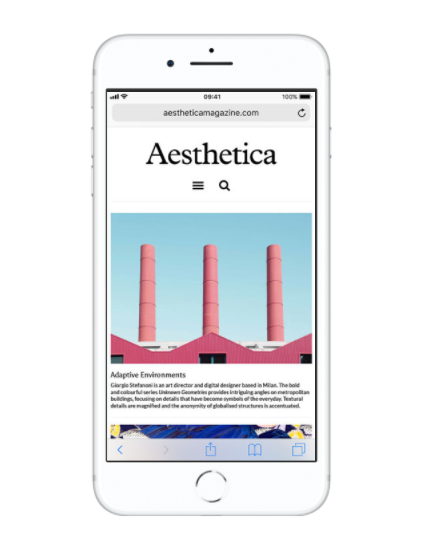 09:41
100%
aestheticamagazine.com
Aesthetica
Adaptive Environments
Giorgio Stefanoni is an art director and digital designer based in Milan. The bold
and colourful series Unknown Geometries provides intriguing angles on metropolitan
buildings, focusing on details that have become symbols of the everyday. Textural
details are magnified and the anonymity of globalised structures is accentuated.